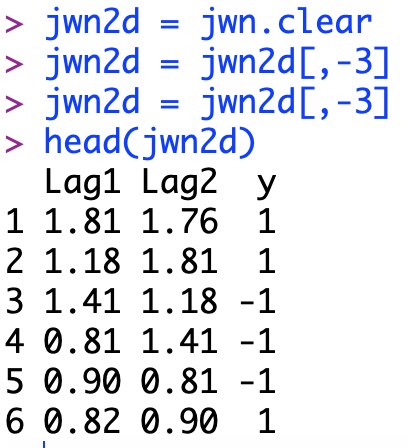 > jwn2d = jwn.clear
> jwn2d = jwn2d[,-3]
> jwn2d = jwn2d[,-3]
> head(jwn2d)
  Lag1 Lag2  y
1 1.81 1.76  1
2 1.18 1.81  1
3 1.41 1.18 -1
4 0.81 1.41 -1
5 0.90 0.81 -1
6 0.82 0.90  1